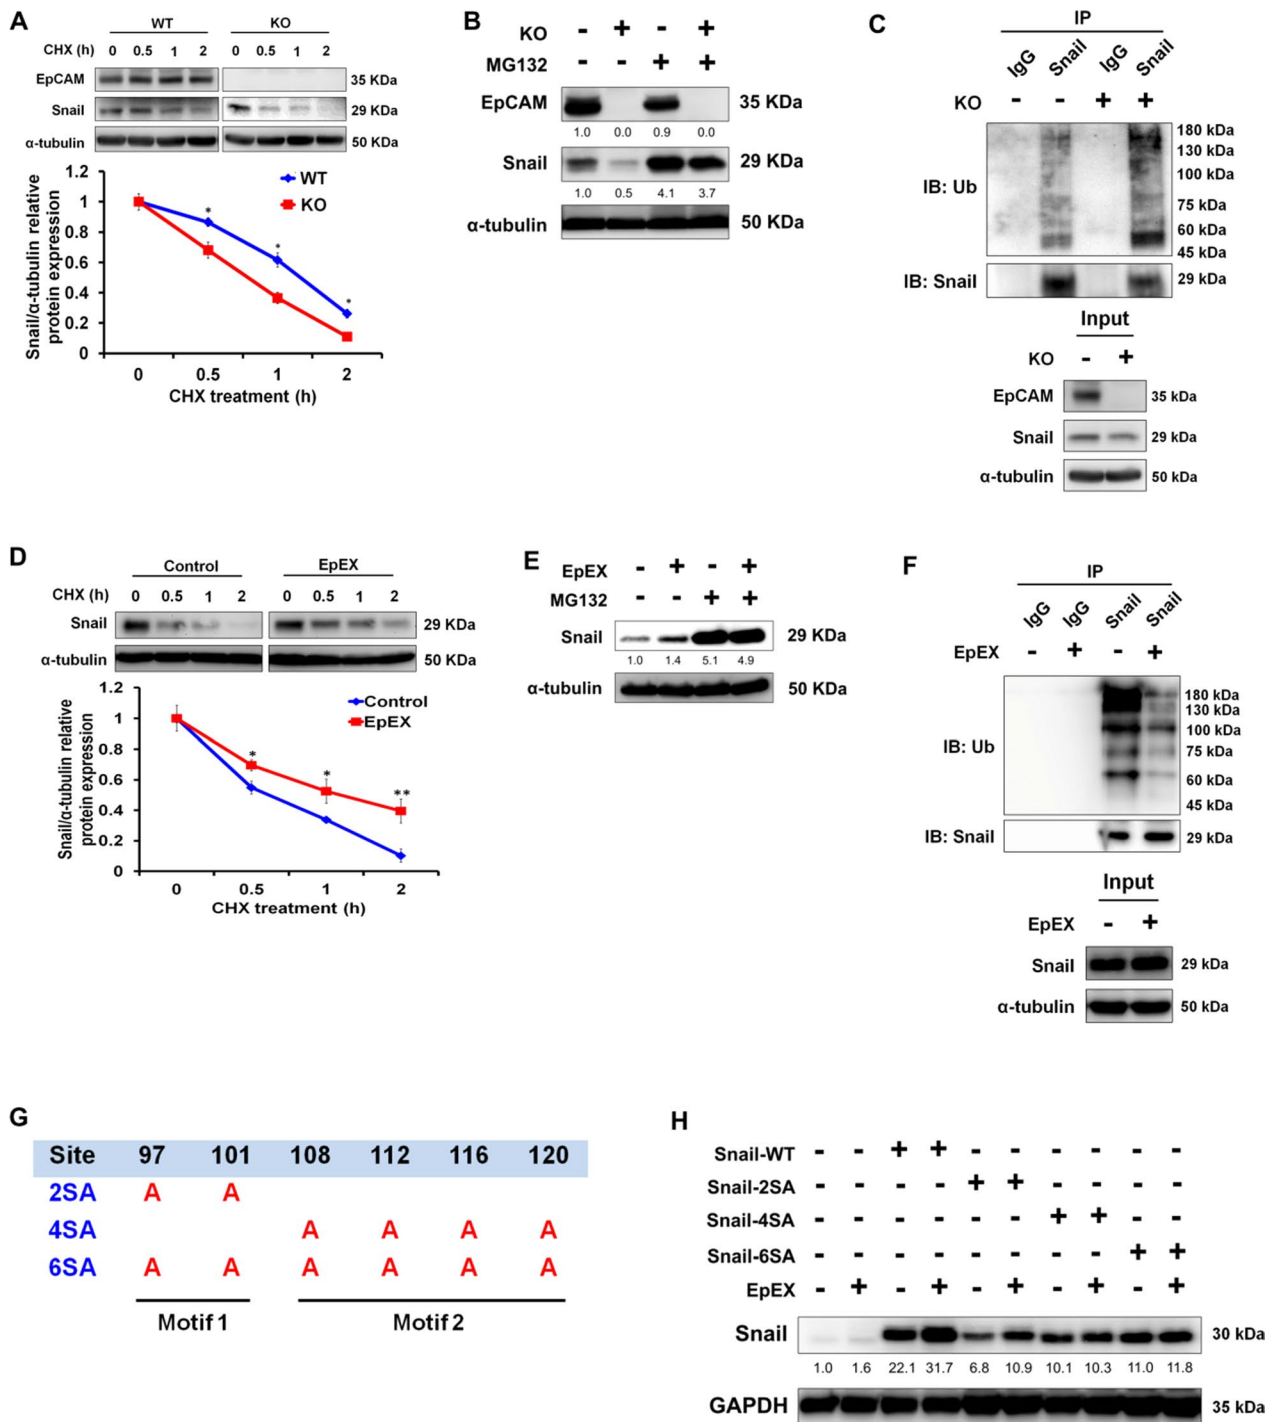 A
WT KO
CHX (h) 0 0.5 1 2 0 0.5 1 2
EpCAM 35 KDa
Snail 29 KDa
α-tubulin 50 KDa
Snail/α-tubulin relative
protein expression
1.2
1
0.8
0.6
0.4
0.2
0
WT
KO
* * *
0 0.5 1 2
CHX treatment (h)
B
KO - + - +
MG132 - - + +
EpCAM 35 KDa
1.0 0.0 0.9 0.0
Snail 29 KDa
1.0 0.5 4.1 3.7
α-tubulin 50 KDa
C
IP
IgG Snail IgG Snail
KO - - + +
IB: Ub
180 kDa
130 kDa
100 kDa
75 kDa
60 kDa
45 kDa
IB: Snail 29 kDa
Input
KO - +
EpCAM 35 kDa
Snail 29 kDa
α-tubulin 50 kDa
D
Control EpEX
CHX (h) 0 0.5 1 2 0 0.5 1 2
Snail 29 KDa
α-tubulin 50 KDa
Snail/α-tubulin relative
protein expression
1.2
1
0.8
0.6
0.4
0.2
0
Control
EpEX
* * **
0 0.5 1 2
CHX treatment (h)
E
EpEX - + - +
MG132 - - + +
Snail 29 KDa
1.0 1.4 5.1 4.9
α-tubulin 50 KDa
F
IP
IgG IgG Snail Snail
EpEX - + - +
IB: Ub
180 kDa
130 kDa
100 kDa
75 kDa
60 kDa
45 kDa
IB: Snail 29 kDa
Input
EpEX - +
Snail 29 kDa
α-tubulin 50 kDa
G
Site 97 101 108 112 116 120
2SA A A
4SA A A A A
6SA A A A A A A
Motif 1 Motif 2
H
Snail-WT - - + + - - - - - -
Snail-2SA - - - - + + - - - -
Snail-4SA - - - - - - + + - -
Snail-6SA - - - - - - - - + +
EpEX - + - + - + - + - +
Snail 30 kDa
1.0 1.6 22.1 31.7 6.8 10.9 10.1 10.3 11.0 11.8
GAPDH 35 kDa